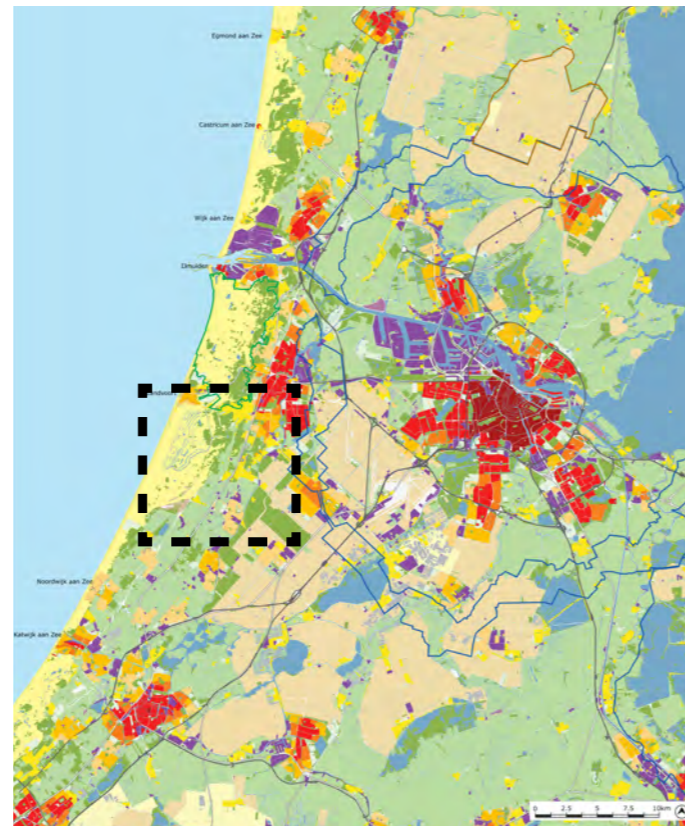 Egmond aan Zee
Castricum aan Zee
Wijk aan Zee
IJmuiden
Noordwijk aan Zee
Katwijk aan Zee
0 2.5 5 7.5 10km